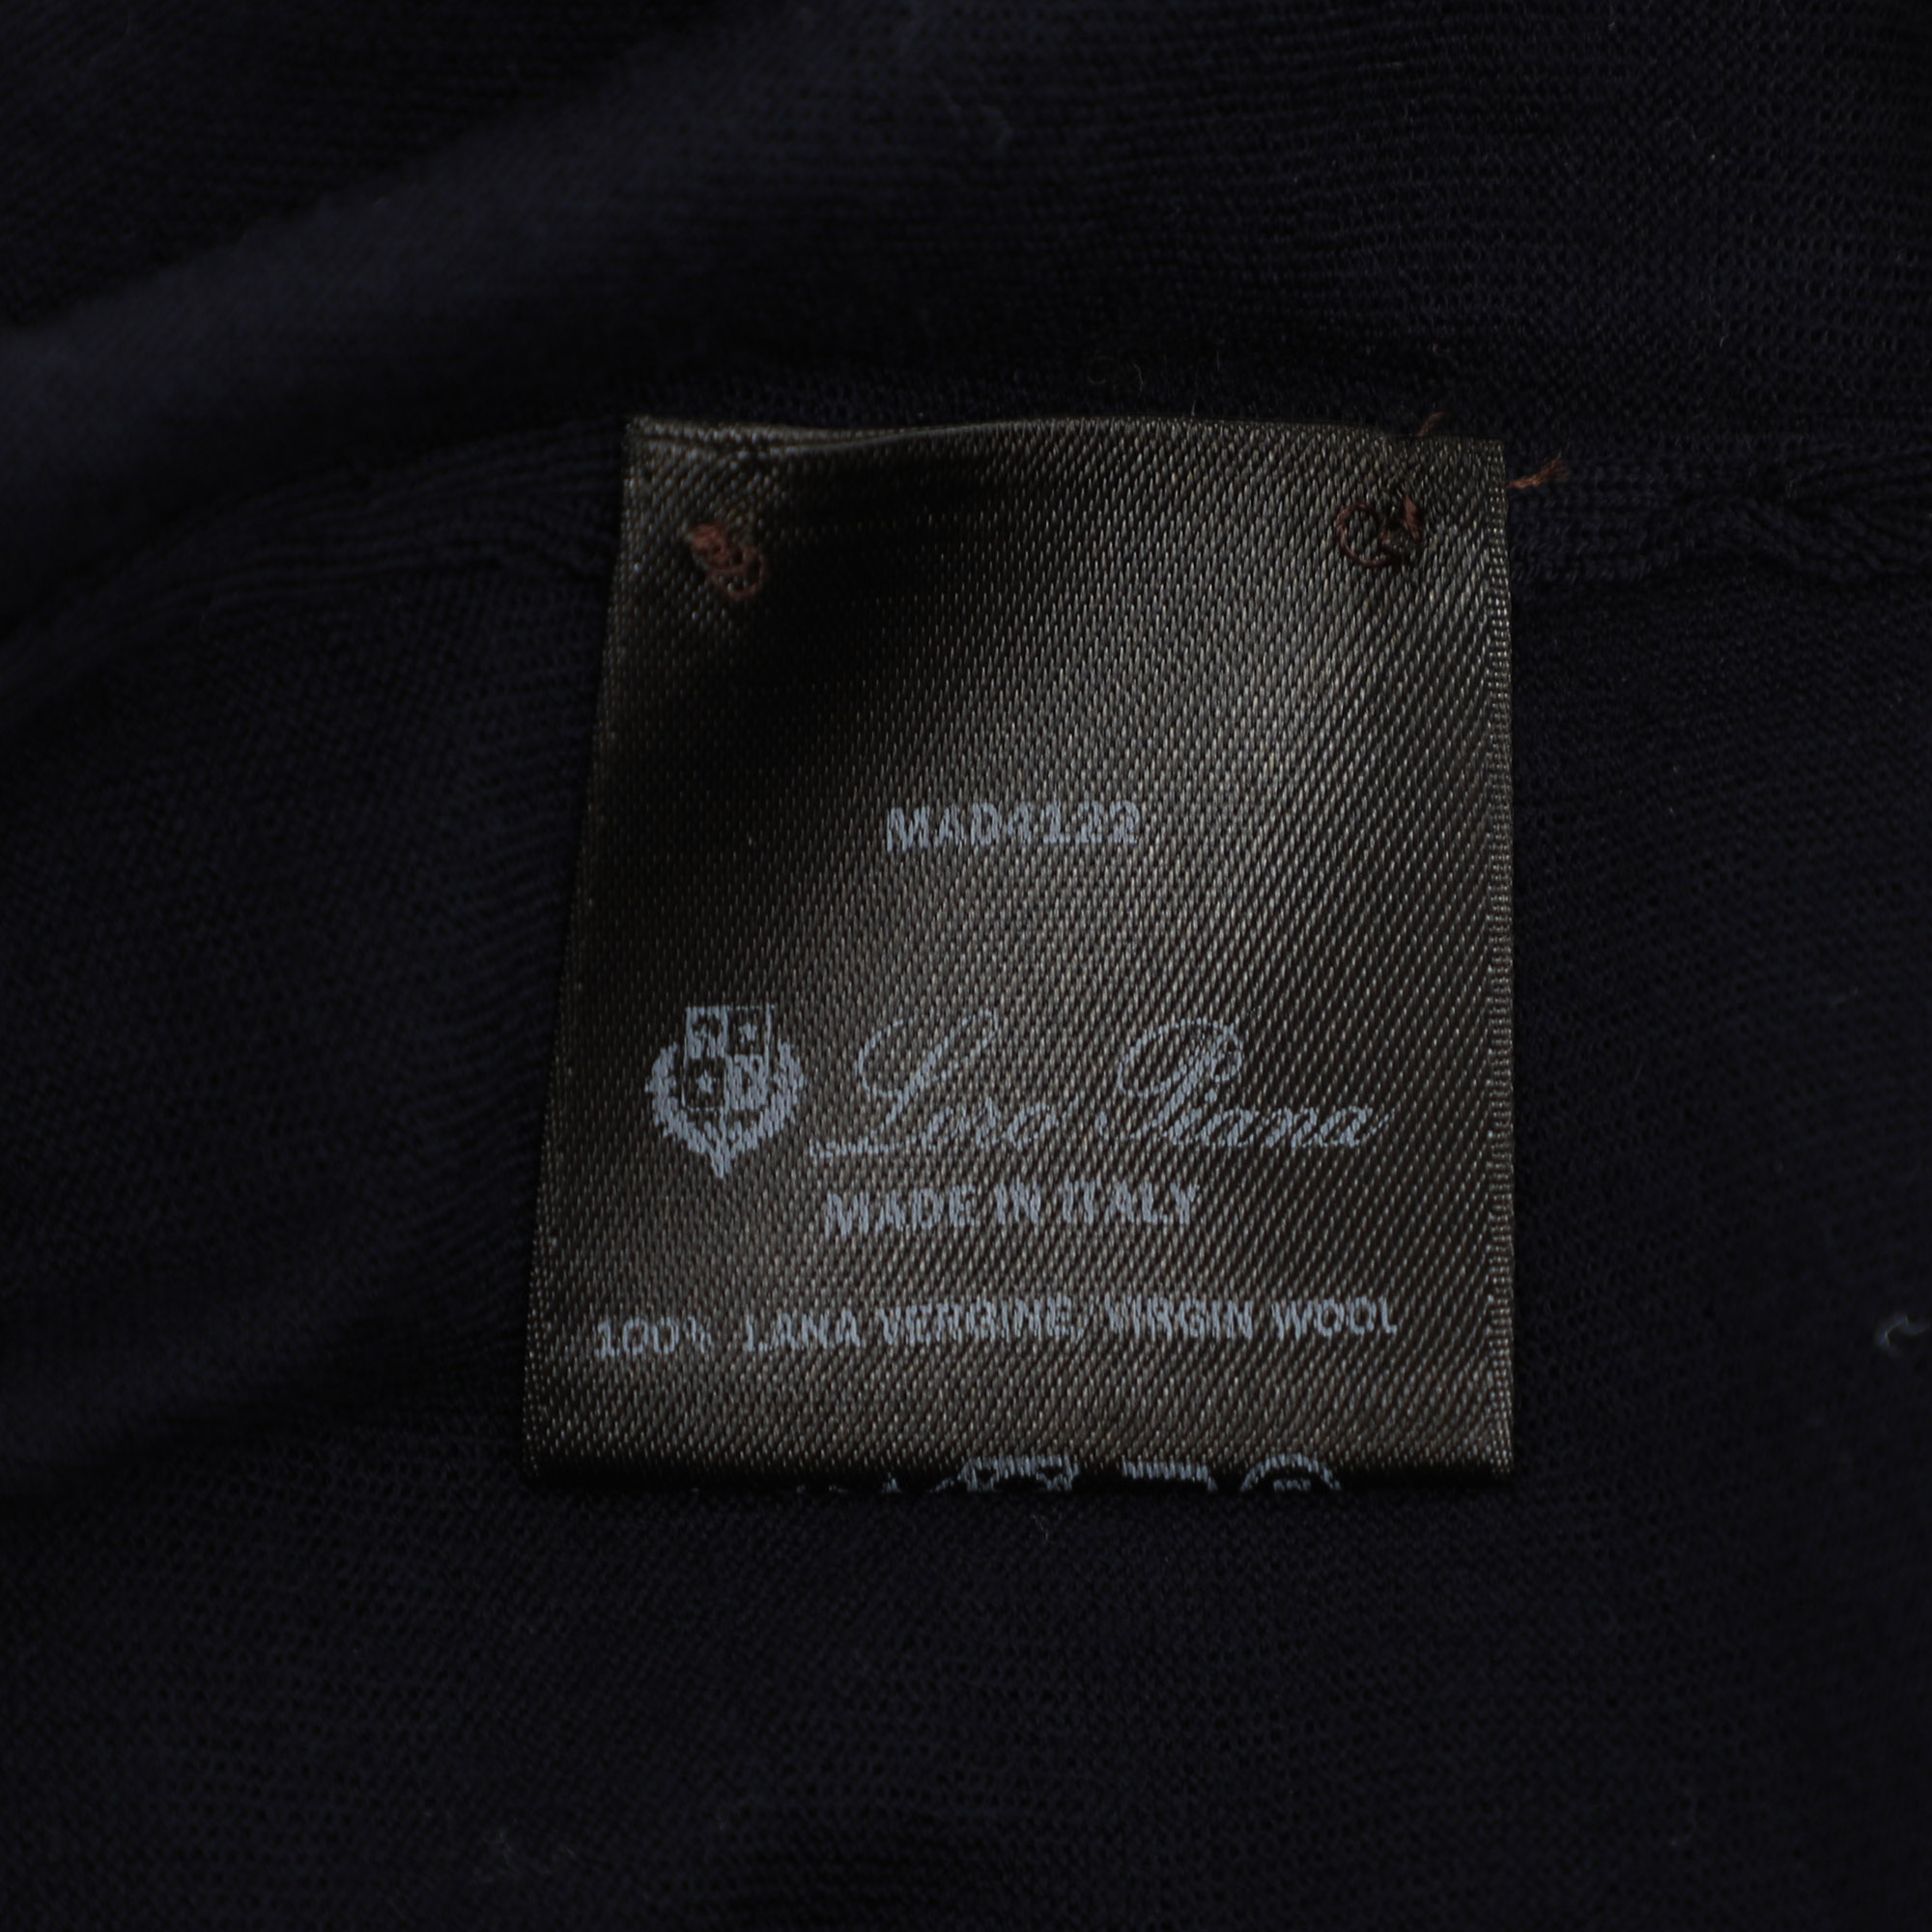 MAD4122
Loro Piana
MADE IN ITALY
100% LANA VERGINE/VIRGIN WOOL